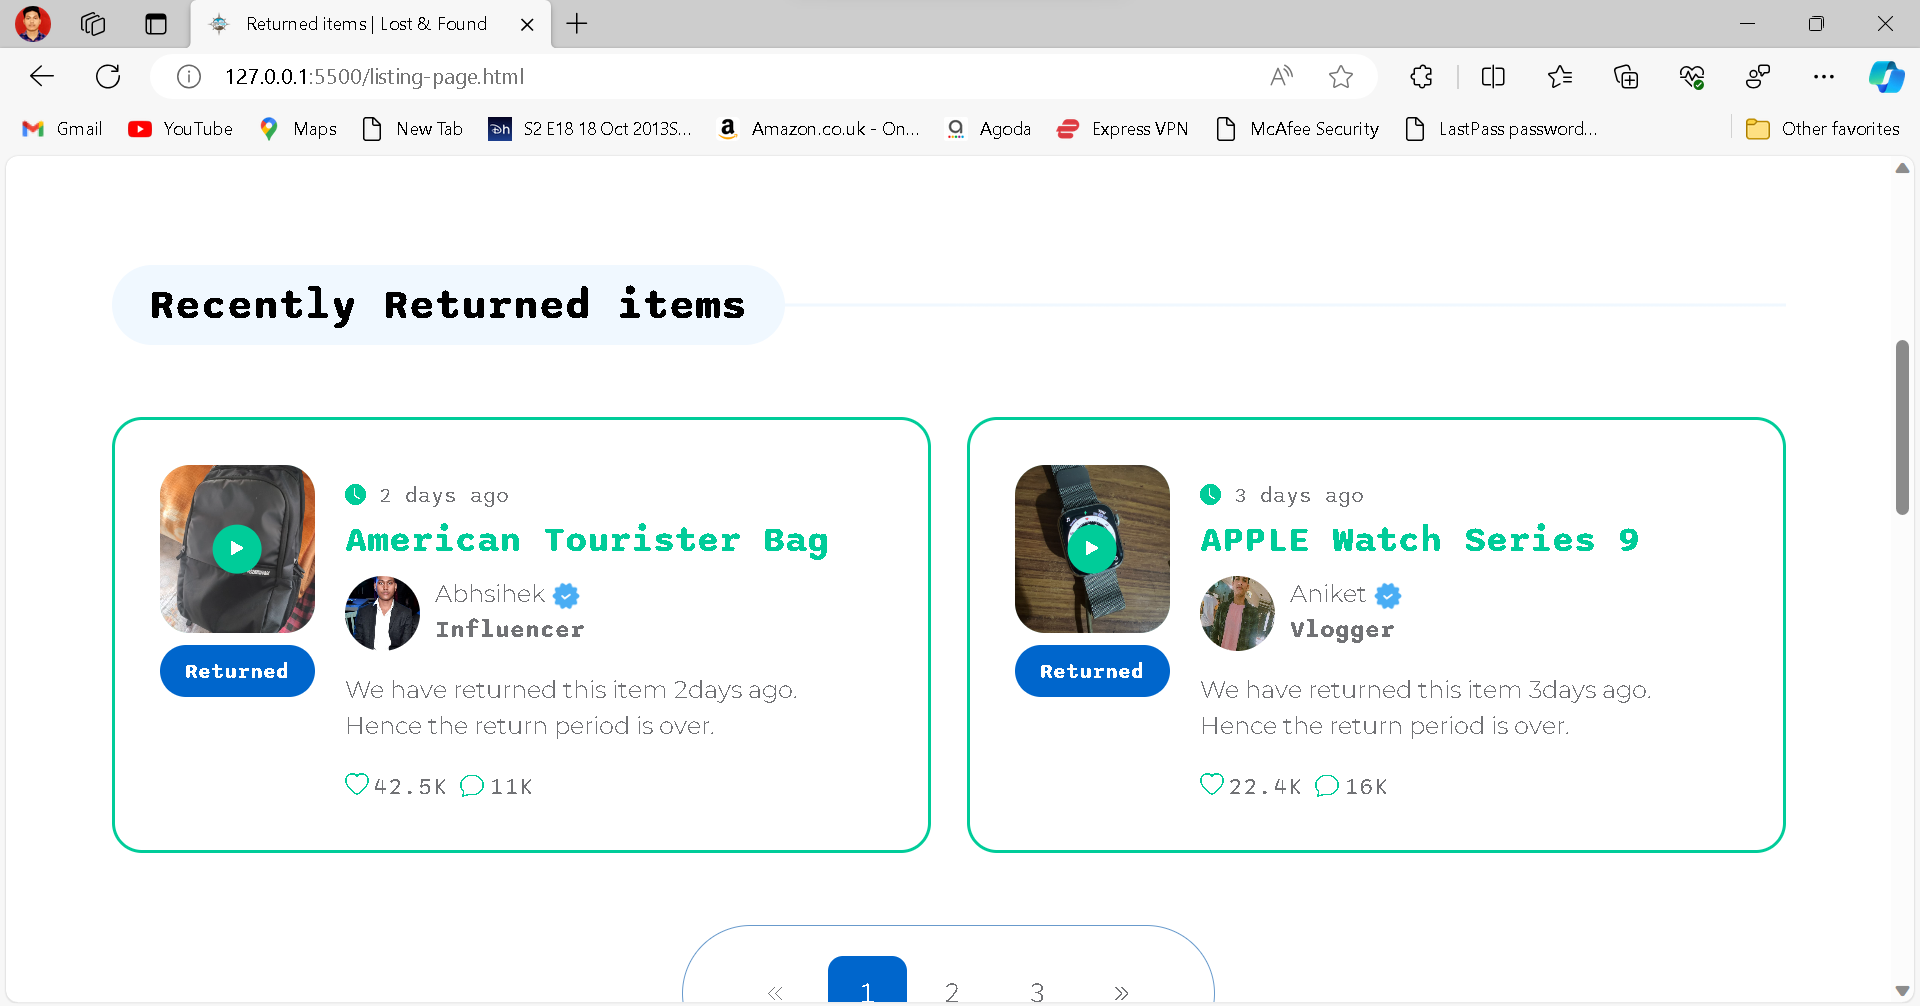 Returned items | Lost & Found
127.0.0.1:5500/listing-page.html
Gmail YouTube Maps New Tab S2 E18 18 Oct 2013S... Amazon.co.uk - On... Agoda Express VPN McAfee Security LastPass password... Other favorites
Recently Returned items
2 days ago
American Tourister Bag
Abhsihek
Influencer
Returned
We have returned this item 2days ago.
Hence the return period is over.
42.5K 11K
3 days ago
APPLE Watch Series 9
Aniket
Vlogger
Returned
We have returned this item 3days ago.
Hence the return period is over.
22.4K 16K
« 1 2 3 »